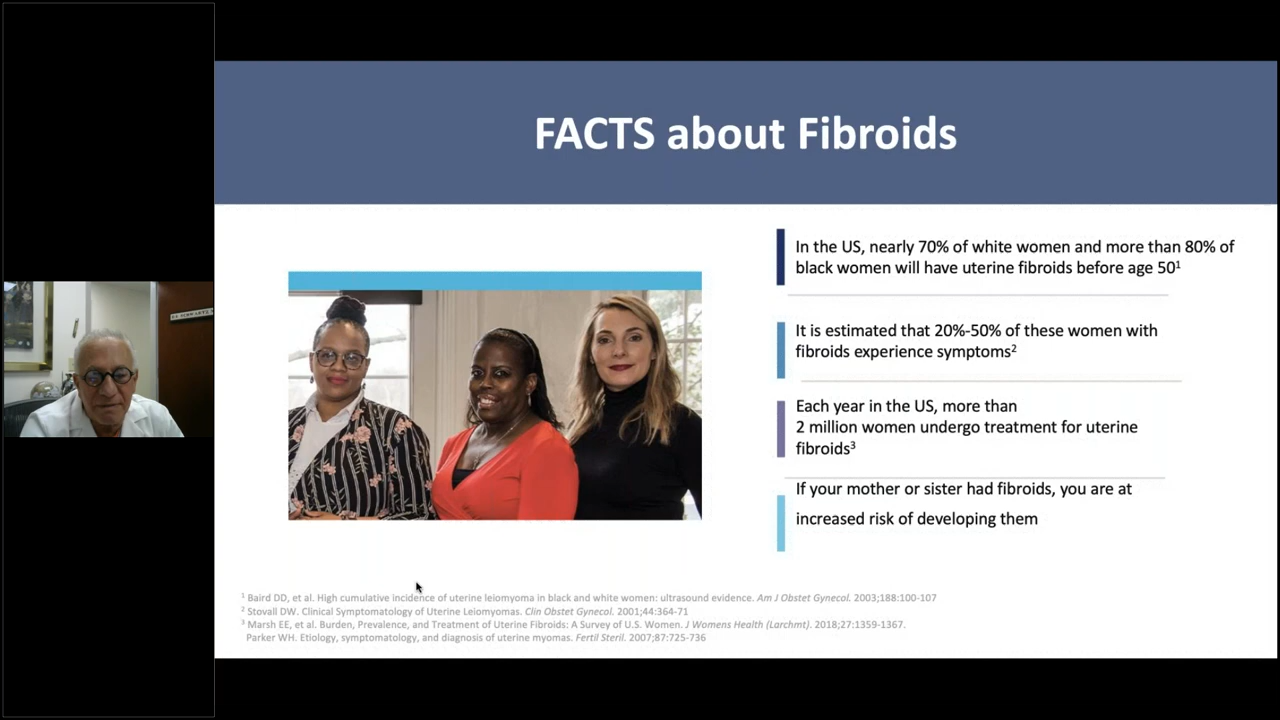 FACTS about Fibroids
In the US, nearly 70% of white women and more than 80% of
black women will have uterine fibroids before age 50¹
It is estimated that 20%-50% of these women with
fibroids experience symptoms²
Each year in the US, more than
2 million women undergo treatment for uterine
fibroids³
If your mother or sister had fibroids, you are at
increased risk of developing them
¹ Baird DD, et al. High cumulative incidence of uterine leiomyoma in black and white women: ultrasound evidence. Am J Obstet Gynecol. 2003;188:100-107
² Stovall DW. Clinical Symptomatology of Uterine Leiomyomas. Clin Obstet Gynecol. 2001;44:364-71
³ Marsh EE, et al. Burden, Prevalence, and Treatment of Uterine Fibroids: A Survey of U.S. Women. J Womens Health (Larchmt). 2018;27:1359-1367.
Parker WH. Etiology, symptomatology, and diagnosis of uterine myomas. Fertil Steril. 2007;87:725-736